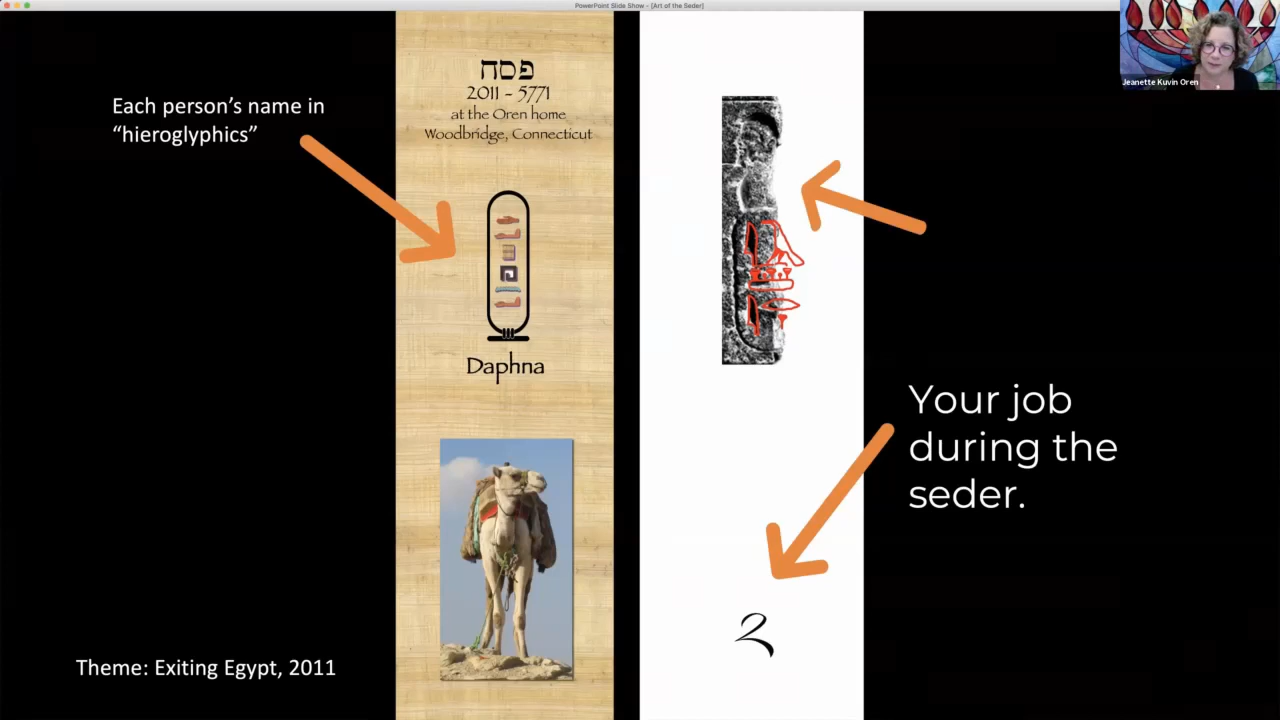 PowerPoint Slide Show - [Art of the Seder]
Jeanette Kuvin Oren
Each person's name in
"hieroglyphics"
פסח
2011 - 5771
at the Oren home
Woodbridge, Connecticut
Daphna
Your job
during the
seder.
2
Theme: Exiting Egypt, 2011